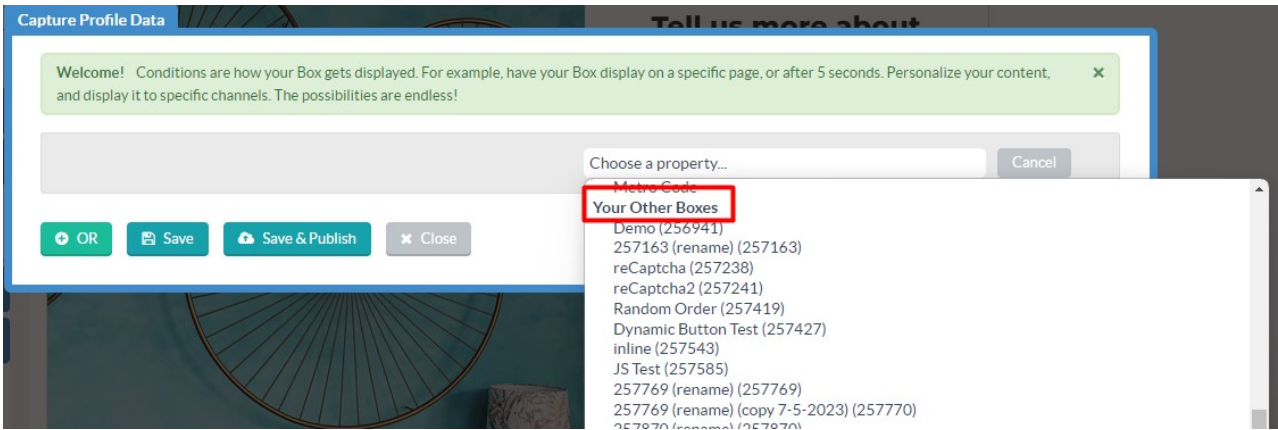 Capture Profile Data
Tell us more about
Welcome! Conditions are how your Box gets displayed. For example, have your Box display on a specific page, or after 5 seconds. Personalize your content,
and display it to specific channels. The possibilities are endless!
Choose a property...
Cancel
Metro Code
Your Other Boxes
Demo (256941)
257163 (rename) (257163)
reCaptcha (257238)
reCaptcha2 (257241)
Random Order (257419)
Dynamic Button Test (257427)
inline (257543)
JS Test (257585)
257769 (rename) (257769)
257769 (rename) (copy 7-5-2023) (257770)
257870 (rename) (257870)
OR
Save
Save & Publish
Close